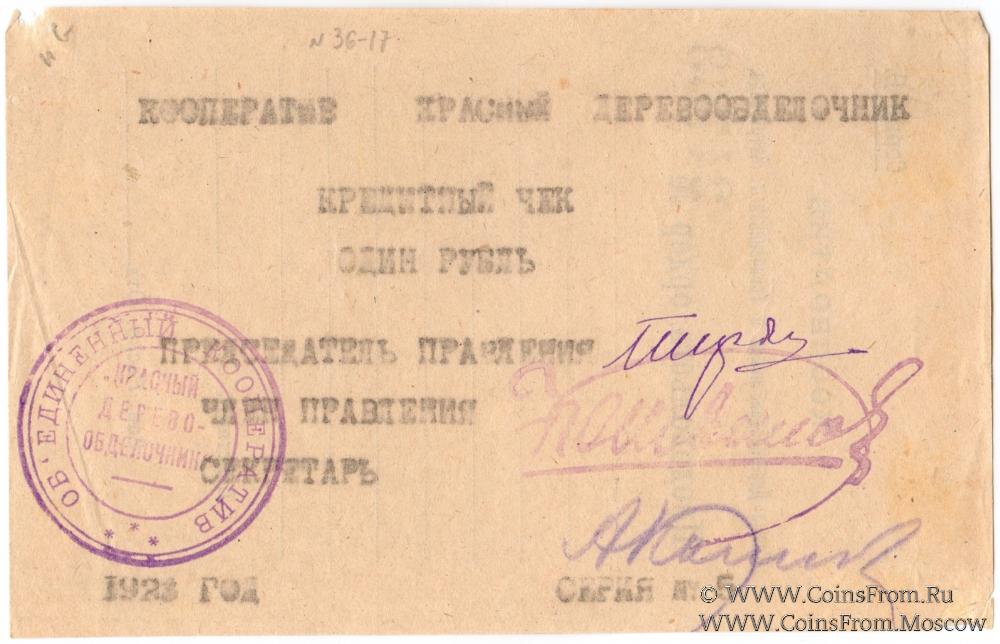 N 36-17
КООПЕРАТИВ КРАСНЫЙ ДЕРЕВООБДЕЛОЧНИК
КРЕДИТНЫЙ ЧЕК
ОДИН РУБЛЬ
ПРЕДСЕДАТЕЛЬ ПРАВЛЕНИЯ
ЧЛЕН ПРАВЛЕНИЯ
СЕКРЕТАРЬ
ОБ'ЕДИНЕННЫЙ КООПЕРАТИВ
КРАСНЫЙ
ДЕРЕВО-
ОБДЕЛОЧНИК
1923 ГОД СЕРИЯ №
© WWW.CoinsFrom.Ru
WWW.CoinsFrom.Moscow